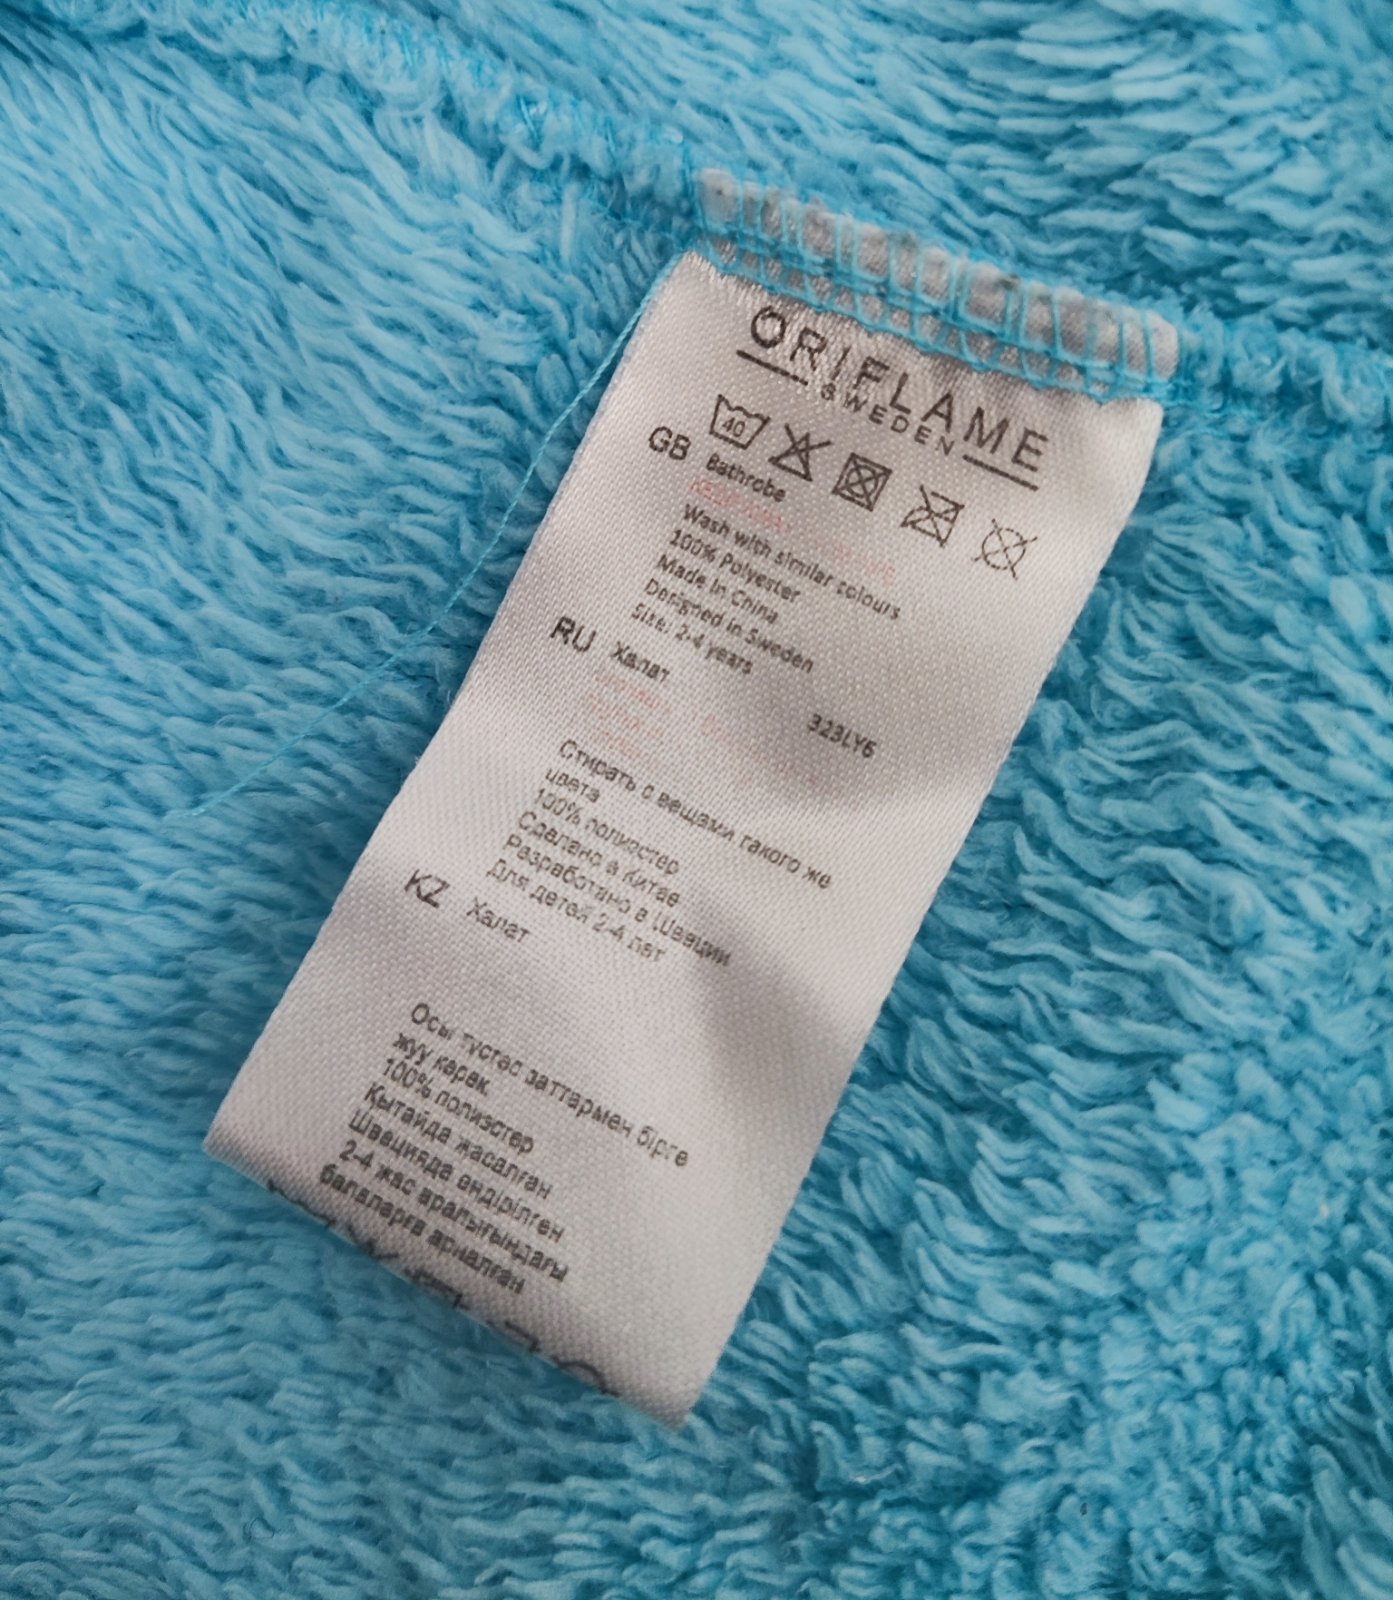 ORIFLAME
SWEDEN
40
GB Bathrobe
Wash with similar colours
100% Polyester
Made in China
Designed in Sweden
Size: 2-4 years
323LY6
RU Халат
Стирать с вещами такого же
цвета
100% полиэстер
Сделано в Китае
Разработано в Швеции
Для детей 2-4 лет
KZ Халат
Осы түстес заттармен бірге
жуу керек
100% полиэстер
Қытайда жасалған
Швецияда өндірілген
2-4 жас аралығындағы
балаларға арналған